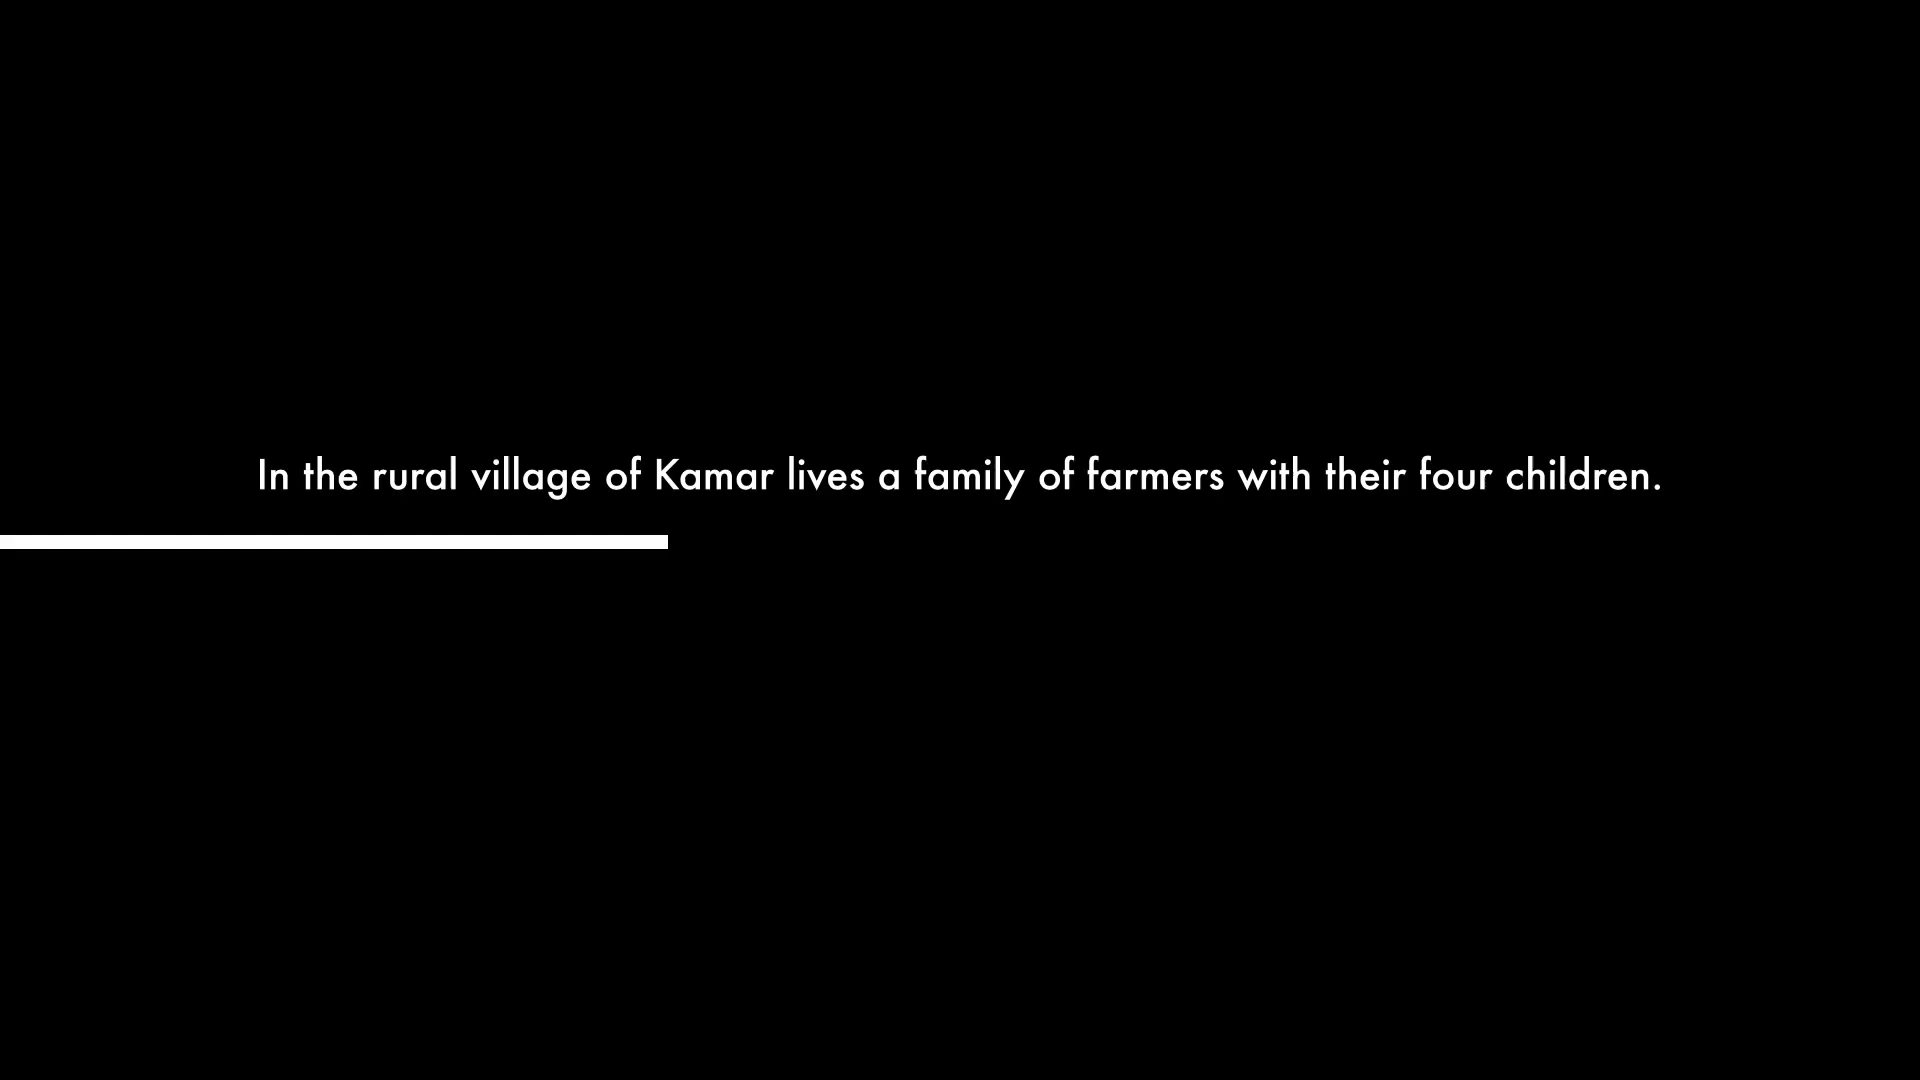 In the rural village of Kamar lives a family of farmers with their four children.